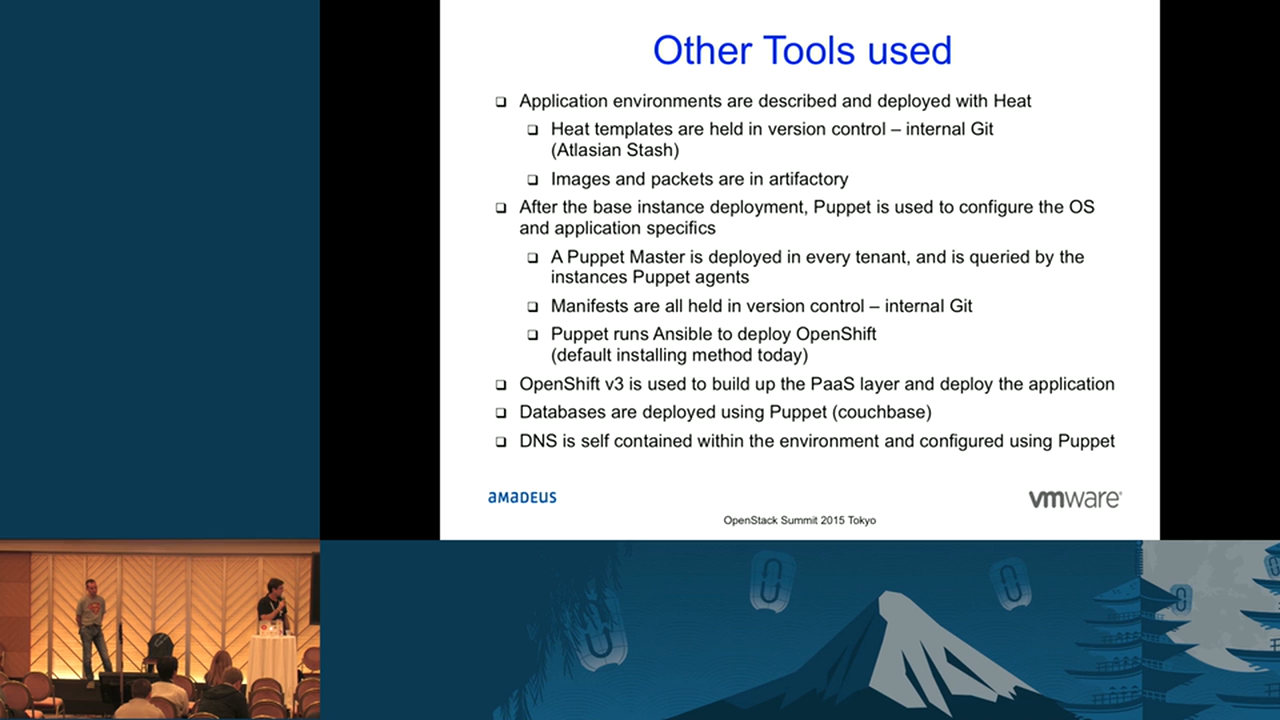 Other Tools used
Application environments are described and deployed with Heat
Heat templates are held in version control – internal Git
(Atlasian Stash)
Images and packets are in artifactory
After the base instance deployment, Puppet is used to configure the OS
and application specifics
A Puppet Master is deployed in every tenant, and is queried by the
instances Puppet agents
Manifests are all held in version control – internal Git
Puppet runs Ansible to deploy OpenShift
(default installing method today)
OpenShift v3 is used to build up the PaaS layer and deploy the application
Databases are deployed using Puppet (couchbase)
DNS is self contained within the environment and configured using Puppet
amadeus
vmware®
OpenStack Summit 2015 Tokyo